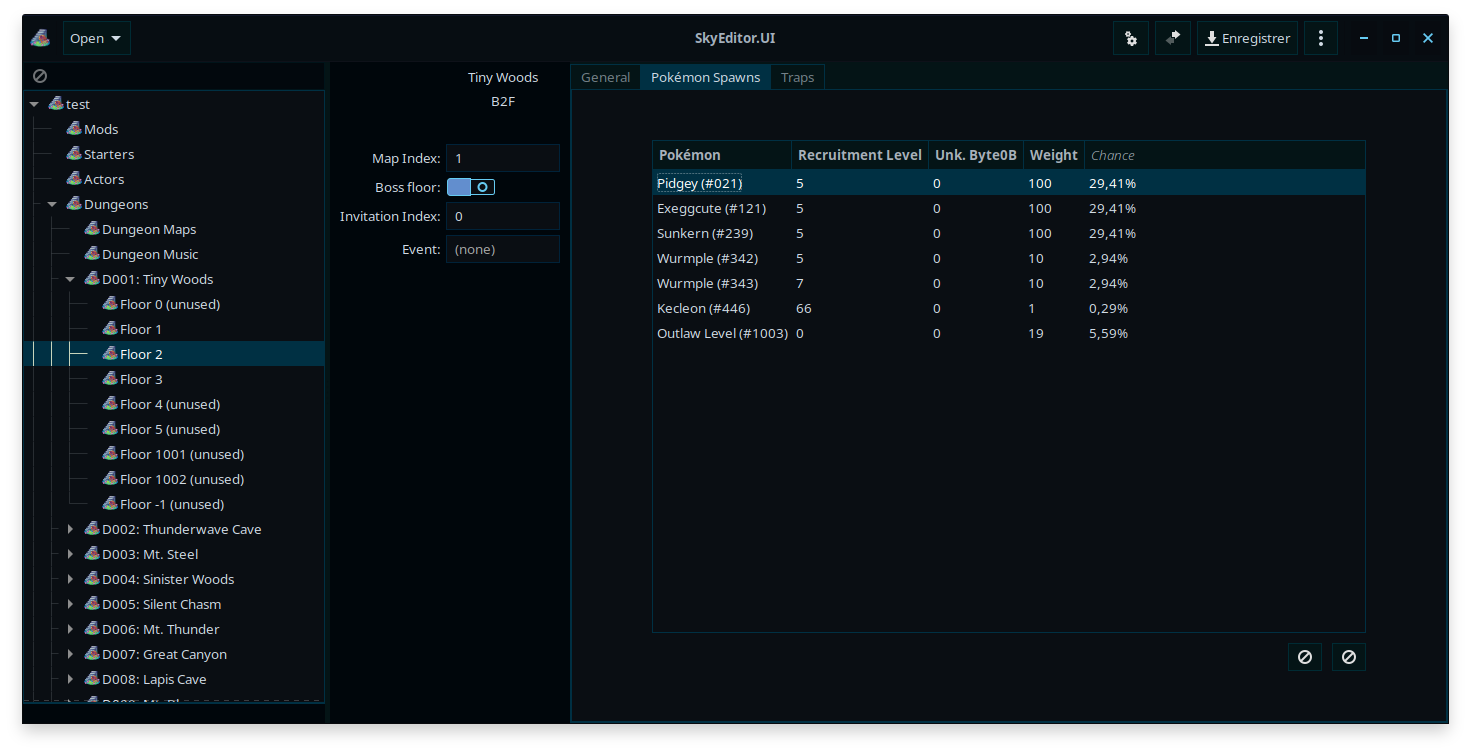 Open
SkyEditor.UI
Enregistrer
test
Mods
Starters
Actors
Dungeons
Dungeon Maps
Dungeon Music
D001: Tiny Woods
Floor 0 (unused)
Floor 1
Floor 2
Floor 3
Floor 4 (unused)
Floor 5 (unused)
Floor 1001 (unused)
Floor 1002 (unused)
Floor -1 (unused)
D002: Thunderwave Cave
D003: Mt. Steel
D004: Sinister Woods
D005: Silent Chasm
D006: Mt. Thunder
D007: Great Canyon
D008: Lapis Cave
Tiny Woods
B2F
Map Index: 1
Boss floor:
Invitation Index: 0
Event: (none)
General Pokémon Spawns Traps
Pokémon Recruitment Level Unk. Byte0B Weight Chance
Pidgey (#021) 5 0 100 29,41%
Exeggcute (#121) 5 0 100 29,41%
Sunkern (#239) 5 0 100 29,41%
Wurmple (#342) 5 0 10 2,94%
Wurmple (#343) 7 0 10 2,94%
Kecleon (#446) 66 0 1 0,29%
Outlaw Level (#1003) 0 0 19 5,59%